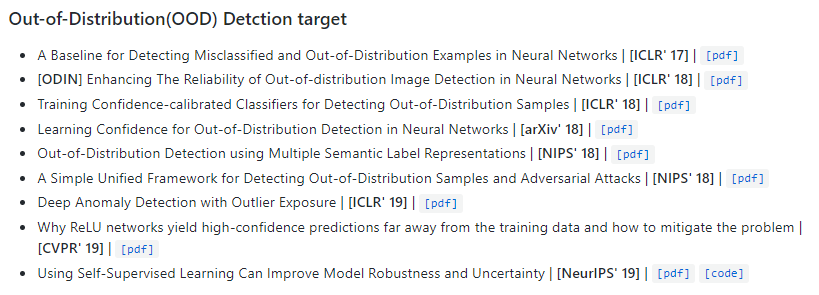 Out-of-Distribution(OOD) Detction target
• A Baseline for Detecting Misclassified and Out-of-Distribution Examples in Neural Networks | [ICLR' 17] | [pdf]
• [ODIN] Enhancing The Reliability of Out-of-distribution Image Detection in Neural Networks | [ICLR' 18] | [pdf]
• Training Confidence-calibrated Classifiers for Detecting Out-of-Distribution Samples | [ICLR' 18] | [pdf]
• Learning Confidence for Out-of-Distribution Detection in Neural Networks | [arXiv' 18] | [pdf]
• Out-of-Distribution Detection using Multiple Semantic Label Representations | [NIPS' 18] | [pdf]
• A Simple Unified Framework for Detecting Out-of-Distribution Samples and Adversarial Attacks | [NIPS' 18] | [pdf]
• Deep Anomaly Detection with Outlier Exposure | [ICLR' 19] | [pdf]
• Why ReLU networks yield high-confidence predictions far away from the training data and how to mitigate the problem |
[CVPR' 19] | [pdf]
• Using Self-Supervised Learning Can Improve Model Robustness and Uncertainty | [NeurIPS' 19] | [pdf] [code]